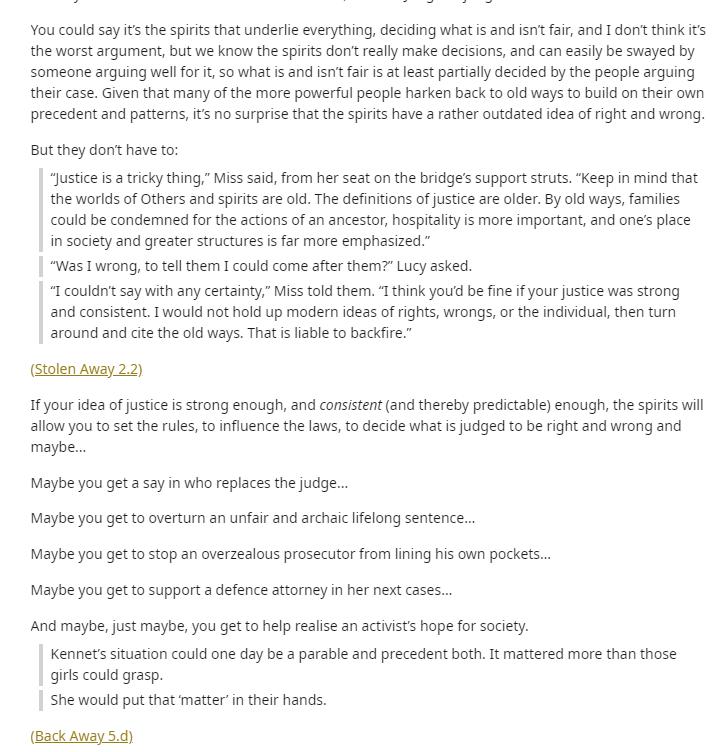 You could say it's the spirits that underlie everything, deciding what is and isn't fair, and I don't think it's
the worst argument, but we know the spirits don't really make decisions, and can easily be swayed by
someone arguing well for it, so what is and isn't fair is at least partially decided by the people arguing
their case. Given that many of the more powerful people harken back to old ways to build on their own
precedent and patterns, it's no surprise that the spirits have a rather outdated idea of right and wrong.
But they don't have to:
“Justice is a tricky thing,” Miss said, from her seat on the bridge's support struts. “Keep in mind that
the worlds of Others and spirits are old. The definitions of justice are older. By old ways, families
could be condemned for the actions of an ancestor, hospitality is more important, and one's place
in society and greater structures is far more emphasized.”
“Was I wrong, to tell them I could come after them?” Lucy asked.
“I couldn't say with any certainty,” Miss told them. “I think you'd be fine if your justice was strong
and consistent. I would not hold up modern ideas of rights, wrongs, or the individual, then turn
around and cite the old ways. That is liable to backfire.”
(Stolen Away 2.2)
If your idea of justice is strong enough, and consistent (and thereby predictable) enough, the spirits will
allow you to set the rules, to influence the laws, to decide what is judged to be right and wrong and
maybe…
Maybe you get a say in who replaces the judge…
Maybe you get to overturn an unfair and archaic lifelong sentence…
Maybe you get to stop an overzealous prosecutor from lining his own pockets…
Maybe you get to support a defence attorney in her next cases…
And maybe, just maybe, you get to help realise an activist's hope for society.
Kennet's situation could one day be a parable and precedent both. It mattered more than those
girls could grasp.
She would put that ‘matter’ in their hands.
(Back Away 5.d)